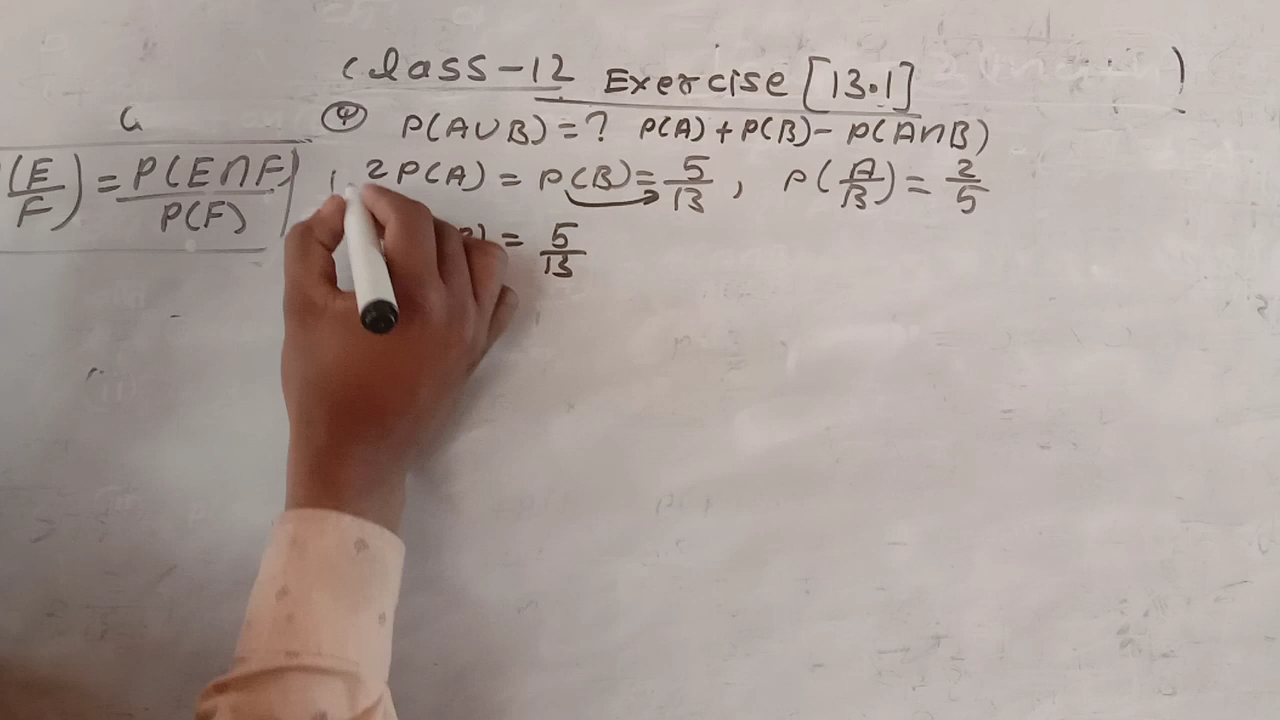 Class-12 Exercise [13.1]
④ P(A∪B)=? P(A)+P(B)-P(A∩B)
(E/F) = P(E∩F)/P(F)
2P(A) = P(B) = 5/13 , P(A/B) = 2/5
= 5/13